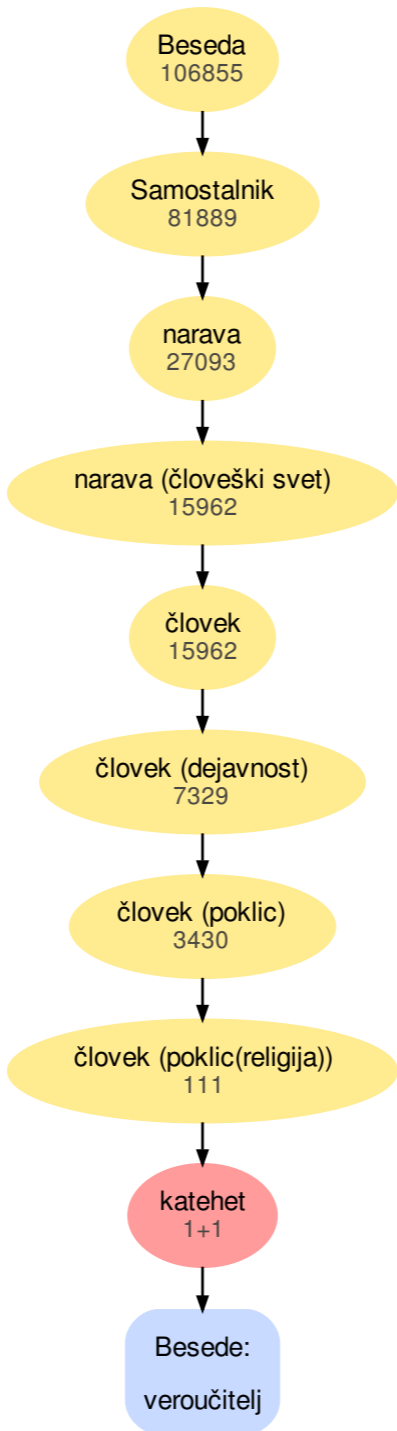 Beseda
106855
Samostalnik
81889
narava
27093
narava (človeški svet)
15962
človek
15962
človek (dejavnost)
7329
človek (poklic)
3430
človek (poklic(religija))
111
katehet
1+1
Besede:
veroučitelj